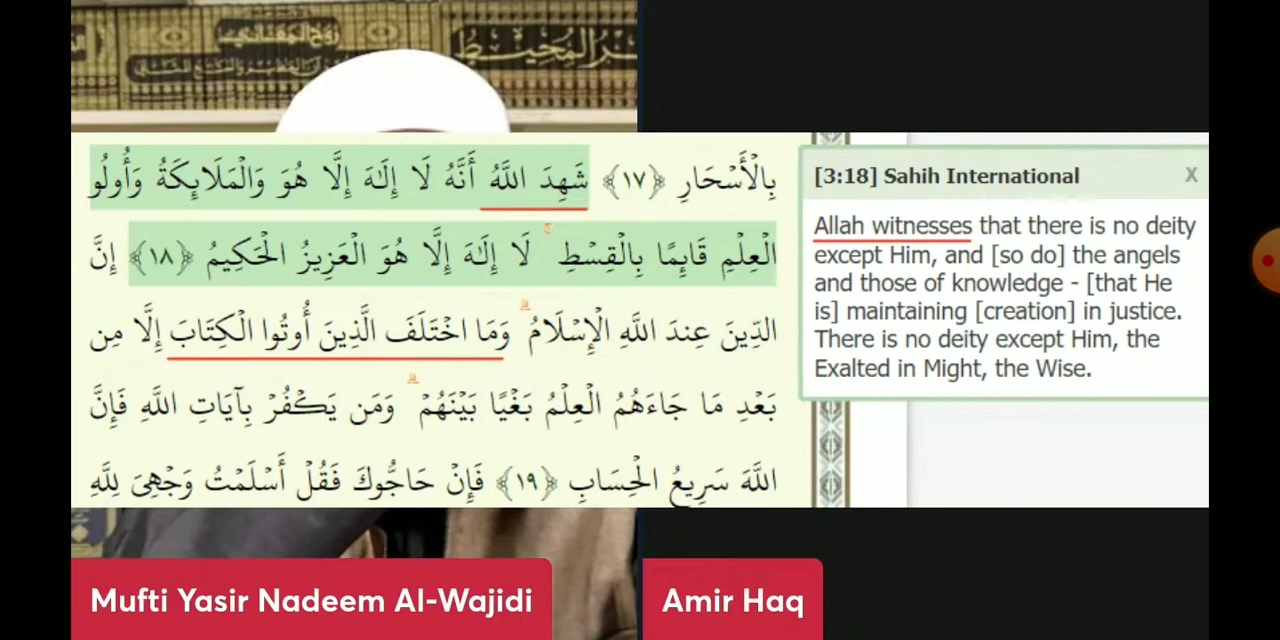 روح المعاني
بِالْأَسْحَارِ ﴿١٧﴾ شَهِدَ اللَّهُ أَنَّهُ لَا إِلَٰهَ إِلَّا هُوَ وَالْمَلَائِكَةُ وَأُولُو
الْعِلْمِ قَائِمًا بِالْقِسْطِ ۚ لَا إِلَٰهَ إِلَّا هُوَ الْعَزِيزُ الْحَكِيمُ ﴿١٨﴾ إِنَّ
الدِّينَ عِندَ اللَّهِ الْإِسْلَامُ ۗ وَمَا اخْتَلَفَ الَّذِينَ أُوتُوا الْكِتَابَ إِلَّا مِن
بَعْدِ مَا جَاءَهُمُ الْعِلْمُ بَغْيًا بَيْنَهُمْ ۗ وَمَن يَكْفُرْ بِآيَاتِ اللَّهِ فَإِنَّ
اللَّهَ سَرِيعُ الْحِسَابِ ﴿١٩﴾ فَإِنْ حَاجُّوكَ فَقُلْ أَسْلَمْتُ وَجْهِيَ لِلَّهِ
[3:18] Sahih International X
Allah witnesses that there is no deity
except Him, and [so do] the angels
and those of knowledge - [that He
is] maintaining [creation] in justice.
There is no deity except Him, the
Exalted in Might, the Wise.
Mufti Yasir Nadeem Al-Wajidi
Amir Haq